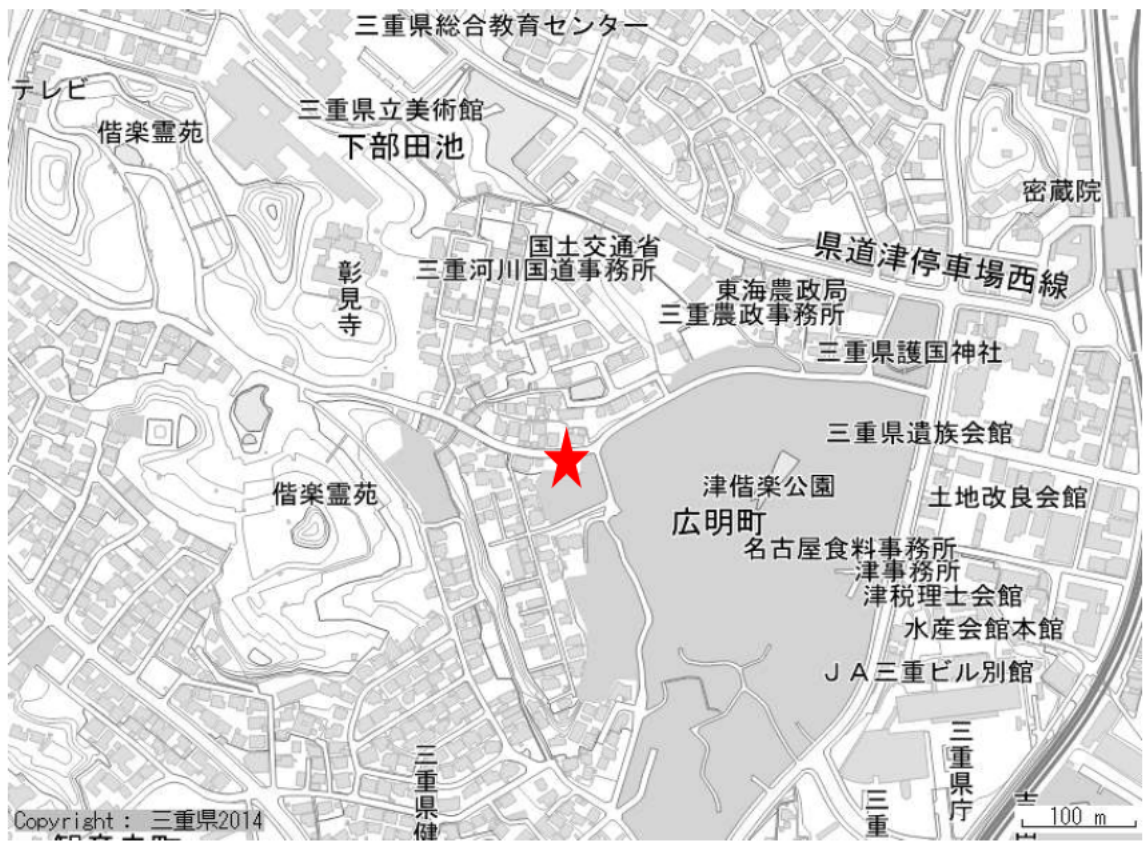 三重県総合教育センター
テレビ
三重県立美術館
偕楽霊苑
下部田池
密蔵院
国土交通省
三重河川国道事務所
県道津停車場西線
彰見寺
東海農政局
三重農政事務所
三重県護国神社
三重県遺族会館
偕楽霊苑
津偕楽公園
土地改良会館
広明町
名古屋食料事務所
津事務所
津税理士会館
水産会館本館
ＪＡ三重ビル別館
三重県庁
三重県健
三重
Copyright： 三重県2014
100 m